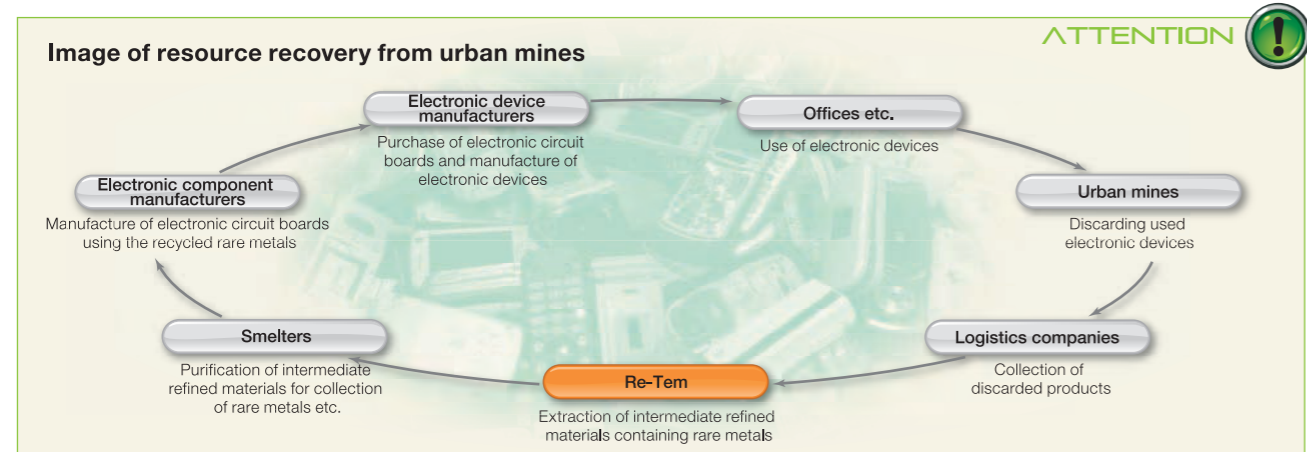 ATTENTION
Image of resource recovery from urban mines
Electronic device
manufacturers
Purchase of electronic circuit
boards and manufacture of
electronic devices
Offices etc.
Use of electronic devices
Urban mines
Discarding used
electronic devices
Logistics companies
Collection of
discarded products
Re-Tem
Extraction of intermediate refined
materials containing rare metals
Smelters
Purification of intermediate
refined materials for collection
of rare metals etc.
Electronic component
manufacturers
Manufacture of electronic circuit boards
using the recycled rare metals